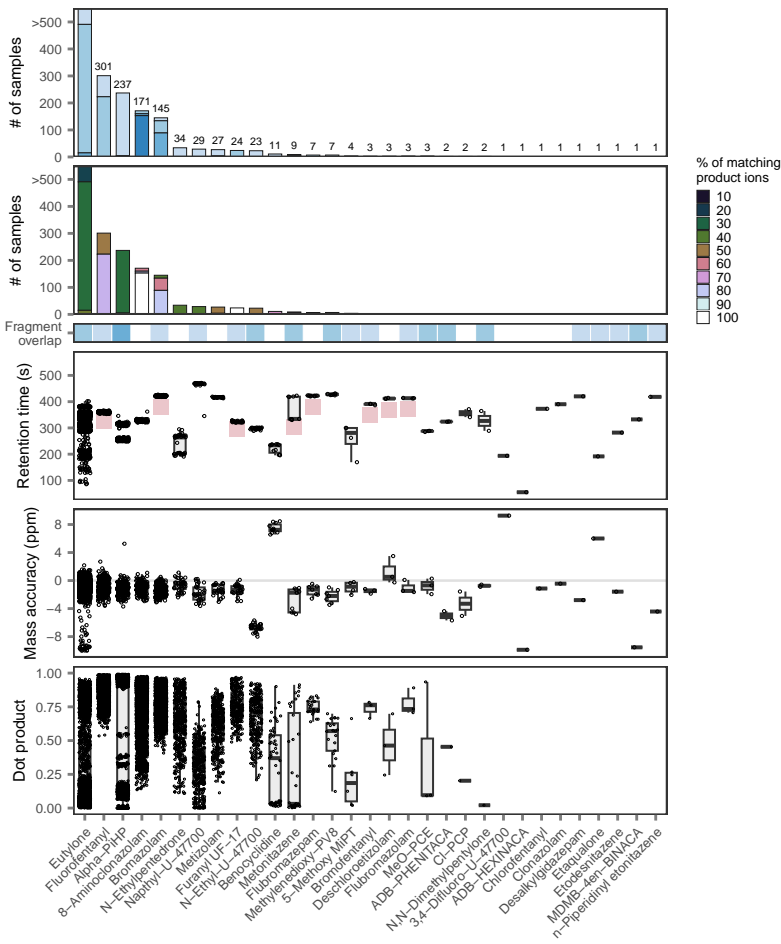 # of samples
>500
400
300
200
100
0
301
237
171
145
34
29
27
24
23
11
9
7
7
4
3
3
3
3
2
2
2
1
1
1
1
1
1
1
1
1
# of samples
>500
400
300
200
100
0
% of matching
product ions
10
20
30
40
50
60
70
80
90
100
Fragment
overlap
Retention time (s)
500
400
300
200
100
Mass accuracy (ppm)
8
4
0
−4
−8
Dot product
1.00
0.75
0.50
0.25
0.00
Eutylone
Fluorofentanyl
Alpha−PiHP
8−Aminoclonazolam
Bromazolam
N−Ethylpentedrone
Napthyl−U−47700
Metizolam
Furanyl UF−17
N−Ethyl−U−47700
Benocyclidine
Metonitazene
Flubromazepam
Methylenedioxy−PV8
5−Methoxy MiPT
Bromofentanyl
Deschloroetizolam
Flubromazolam
MeO−PCE
ADB−PHENITACA
Cl−PCP
N,N−Dimethylpentylone
3,4−Difluoro−U−47700
ADB−HEXINACA
Chlorofentanyl
Clonazolam
Desalkylgidazepam
Etaqualone
Etodesnitazene
MDMB−4en−BINACA
n−Piperidinyl etonitazene